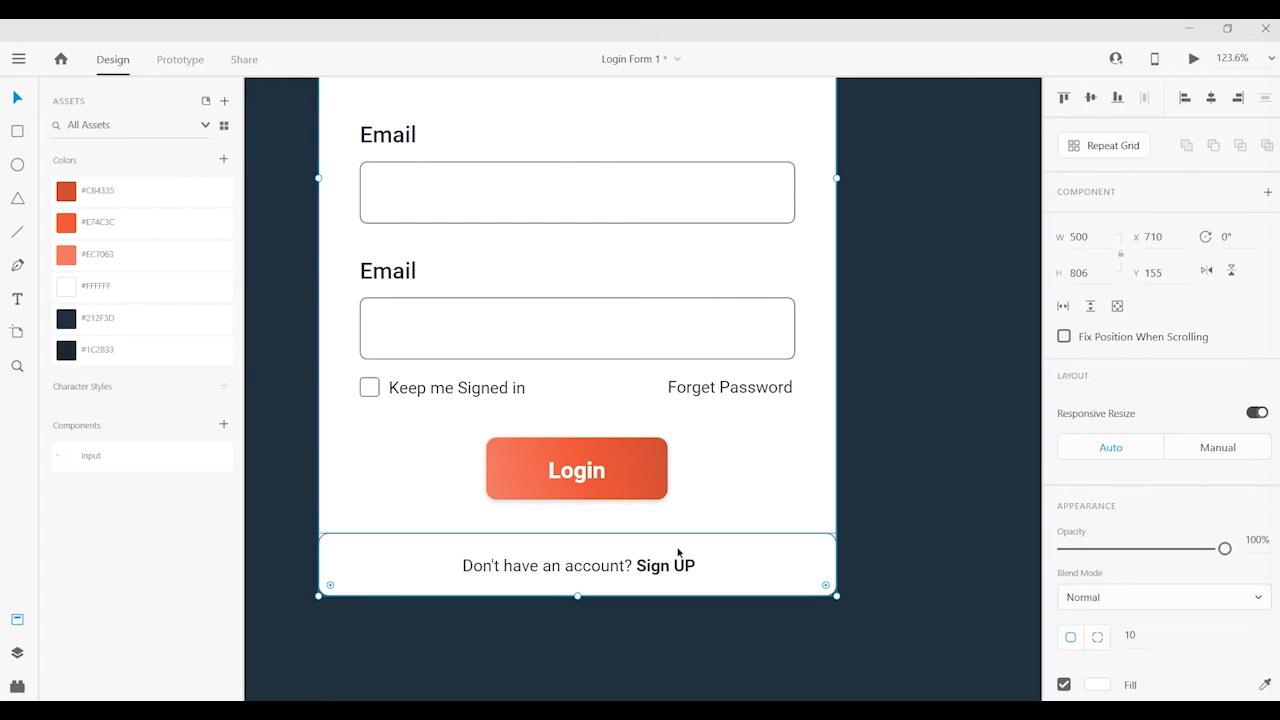 Design Prototype Share
Login Form 1 *
123.6%
ASSETS
All Assets
Colors
#CB4335
#E74C3C
#EC7063
#FFFFFF
#212F3D
#1C2833
Character Styles
Components
Input
Email
Email
Keep me Signed in
Forget Password
Login
Don't have an account? Sign UP
Repeat Grid
COMPONENT
W 500 X 710 0°
H 806 Y 155
Fix Position When Scrolling
LAYOUT
Responsive Resize
Auto Manual
APPEARANCE
Opacity
100%
Blend Mode
Normal
10
Fill